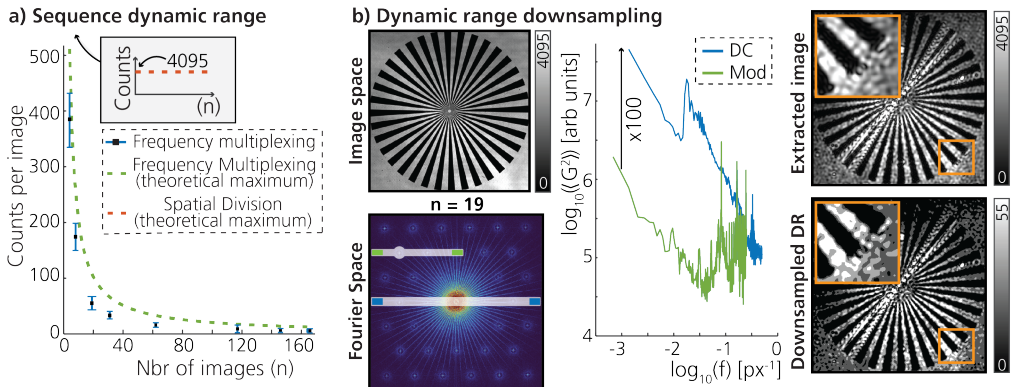 a) Sequence dynamic range
500
400
300
200
100
0
Counts per image
0
40
80
120
160
Nbr of images (n)
4095
Counts
(n)
Frequency multiplexing
Frequency Multiplexing
(theoretical maximum)
Spatial Division
(theoretical maximum)
b) Dynamic range downsampling
Image space
4095
0
n = 19
Fourier Space
log10(⟨G²⟩) [arb units]
7
6
5
4
x100
DC
Mod
-3
-2
-1
0
log10(f) [px-1]
Extracted image
4095
0
Downsampled DR
55
0